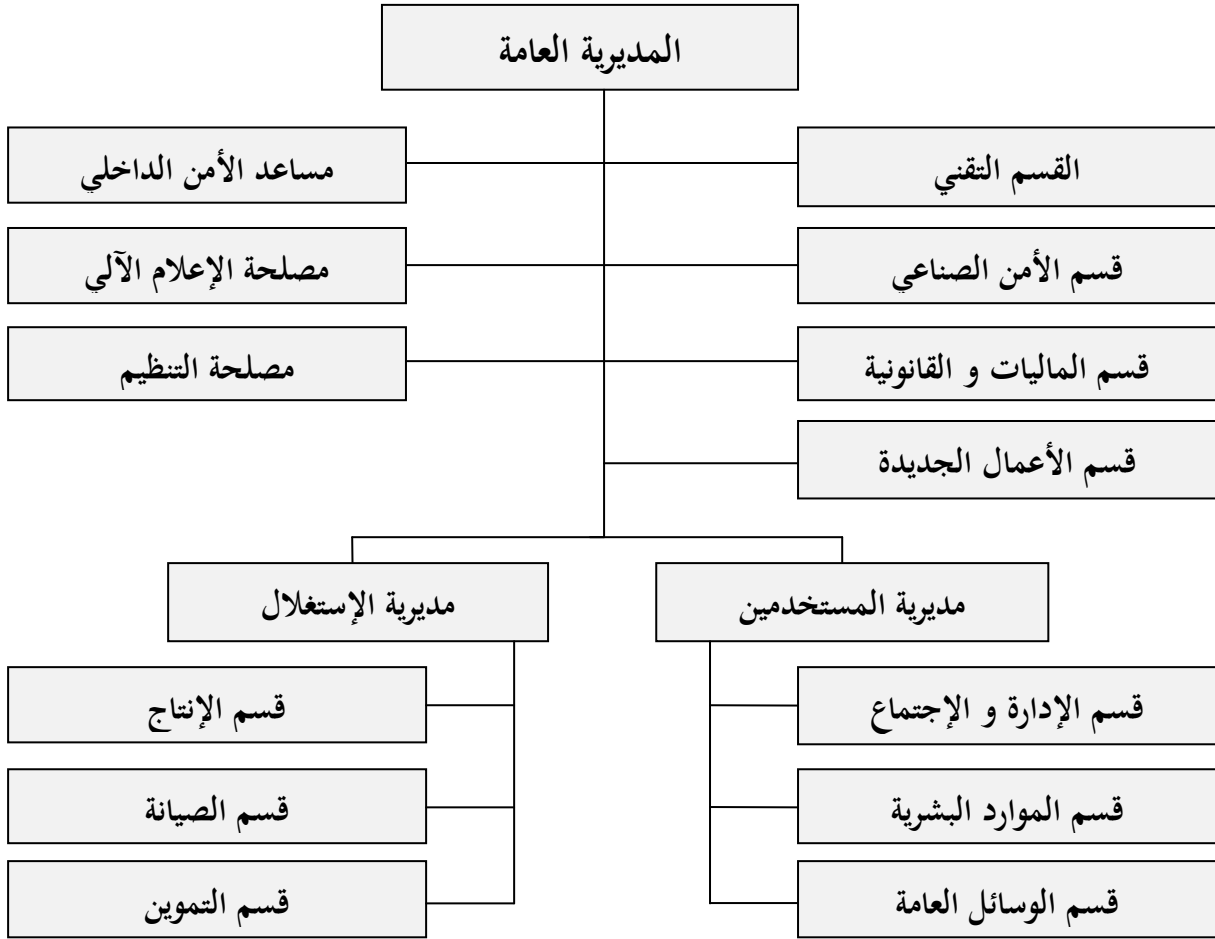 المديرية العامة
القسم التقني
مساعد الأمن الداخلي
قسم الأمن الصناعي
مصلحة الإعلام الآلي
قسم الماليات و القانونية
مصلحة التنظيم
قسم الأعمال الجديدة
مديرية المستخدمين
مديرية الإستغلال
قسم الإدارة و الإجتماع
قسم الإنتاج
قسم الموارد البشرية
قسم الصيانة
قسم الوسائل العامة
قسم التموين